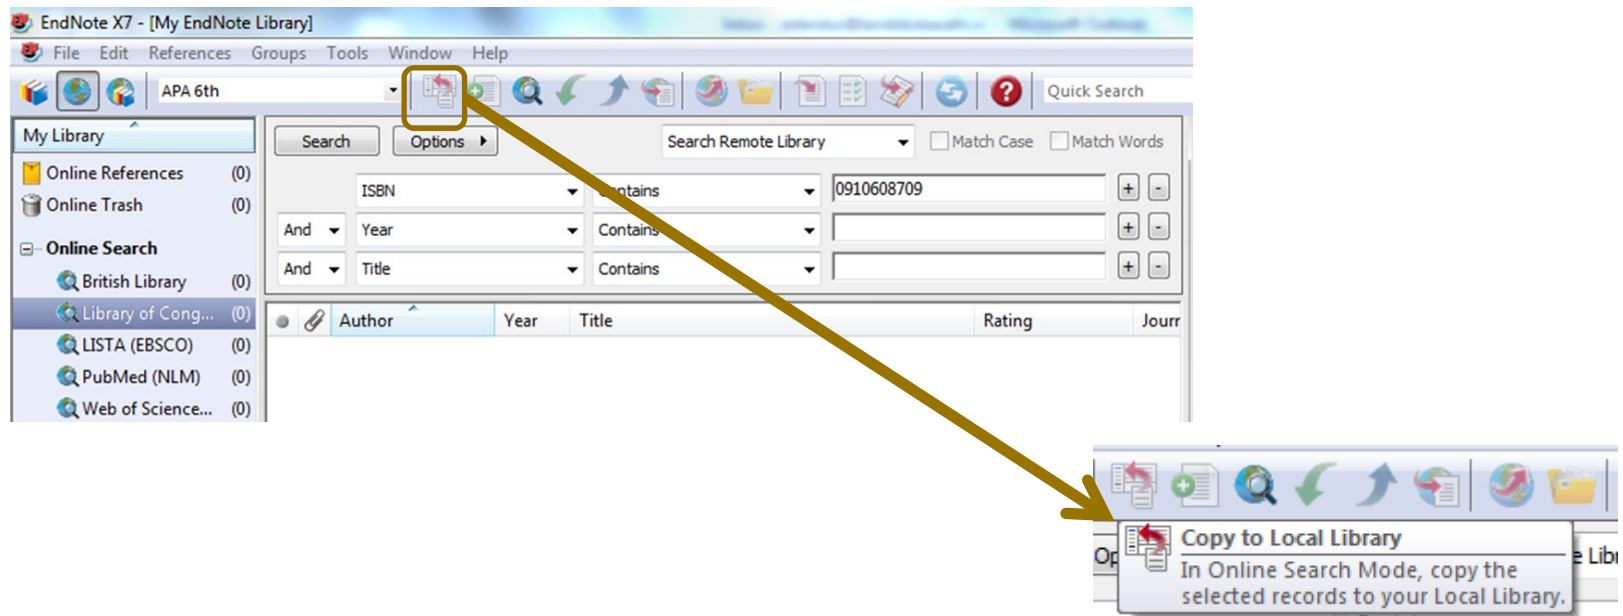 EndNote X7 - [My EndNote Library]
File Edit References Groups Tools Window Help
APA 6th
Quick Search
My Library
Search Options Search Remote Library Match Case Match Words
Online References (0)
ISBN Contains 0910608709 + -
Online Trash (0)
And Year Contains + -
Online Search
And Title Contains + -
British Library (0)
Library of Cong... (0)
Author Year Title Rating Journ
LISTA (EBSCO) (0)
PubMed (NLM) (0)
Web of Science... (0)
Copy to Local Library
Op
e Libr
In Online Search Mode, copy the
selected records to your Local Library.